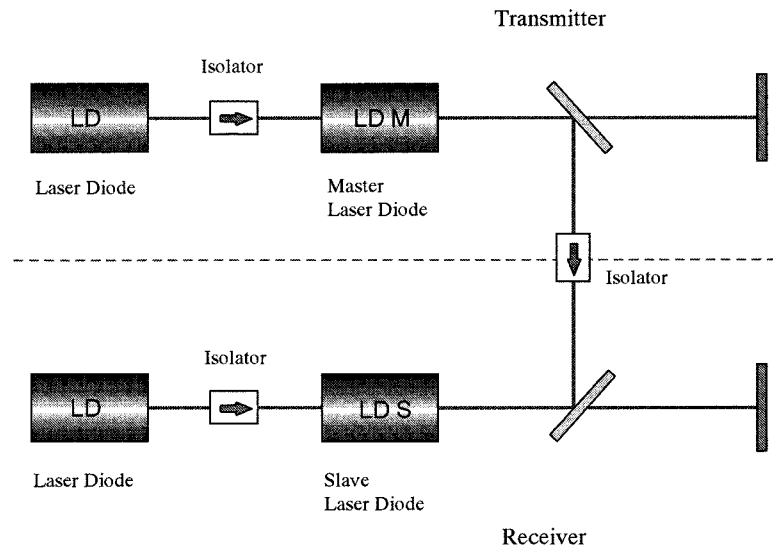 Transmitter
Isolator
LD
LD M
Laser Diode
Master
Laser Diode
Isolator
Isolator
LD
LD S
Laser Diode
Slave
Laser Diode
Receiver